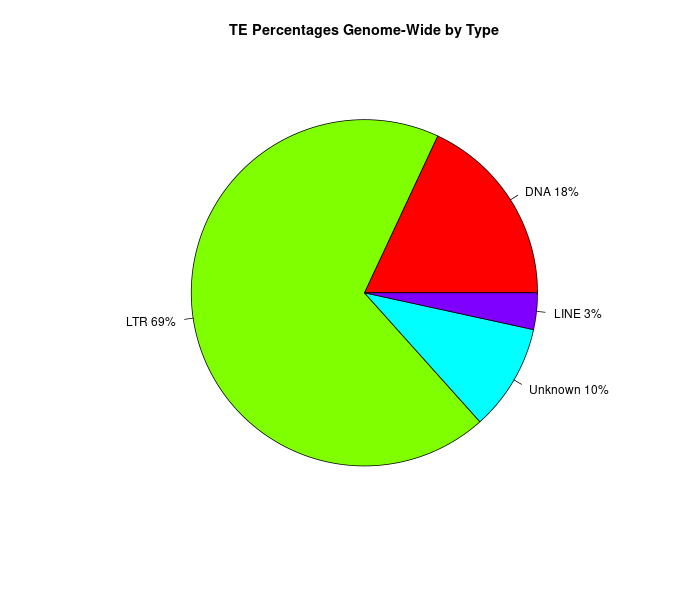 TE Percentages Genome-Wide by Type
DNA 18%
LINE 3%
LTR 69%
Unknown 10%